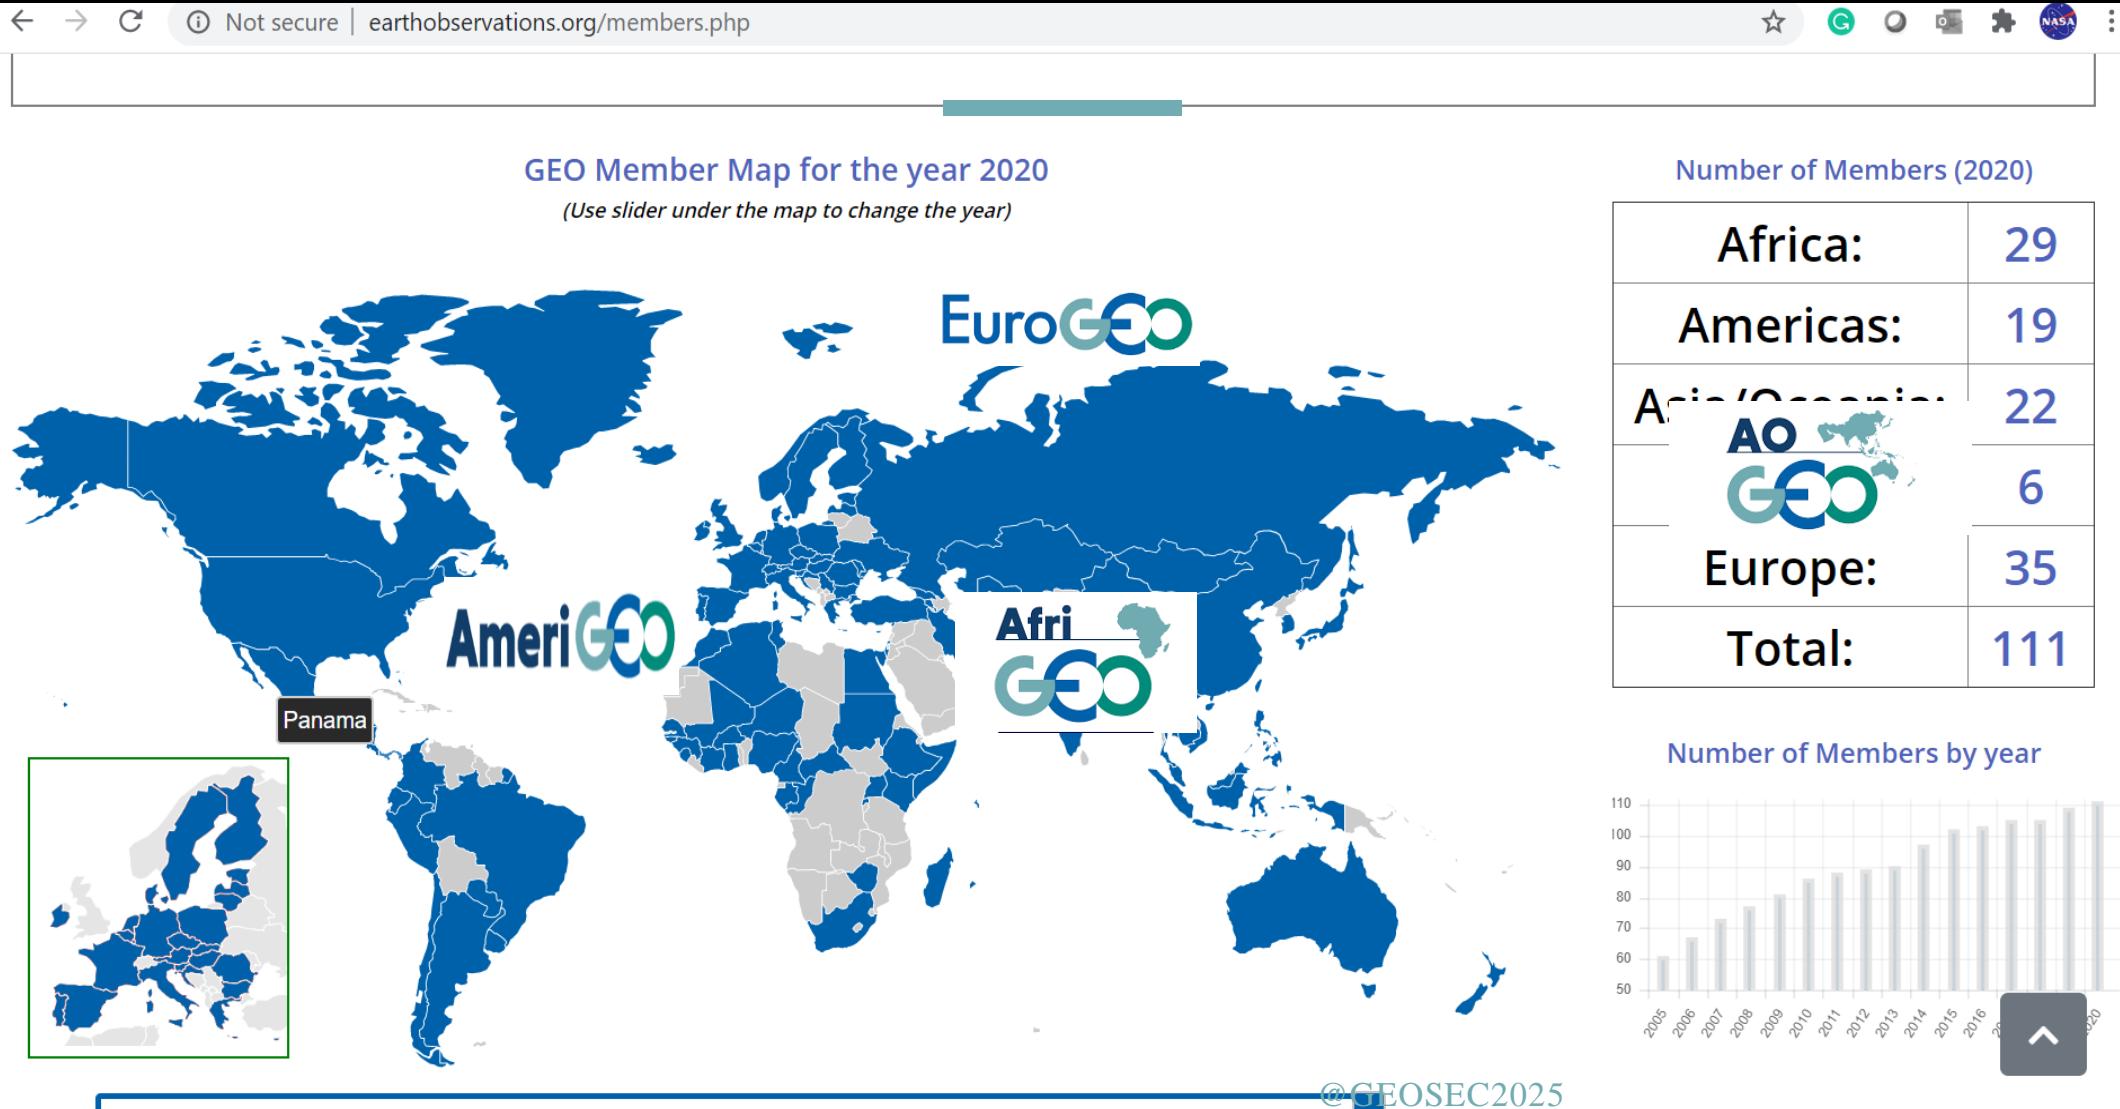 Not secure | earthobservations.org/members.php
NASA
GEO Member Map for the year 2020
(Use slider under the map to change the year)
EuroGEO
AmeriGEO
Afri
GEO
Panama
Number of Members (2020)
Africa: 29
Americas: 19
Asia/Oceania: 22
AO
GEO
6
Europe: 35
Total: 111
Number of Members by year
110
100
90
80
70
60
50
2005 2006 2007 2008 2009 2010 2011 2012 2013 2014 2015 2016
@GEOSEC2025